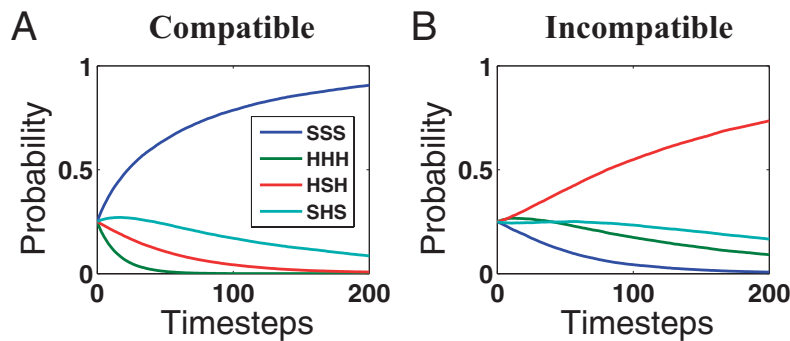 A Compatible
Probability
1
0.5
0
SSS
HHH
HSH
SHS
0 100 200
Timesteps
B Incompatible
Probability
1
0.5
0
0 100 200
Timesteps